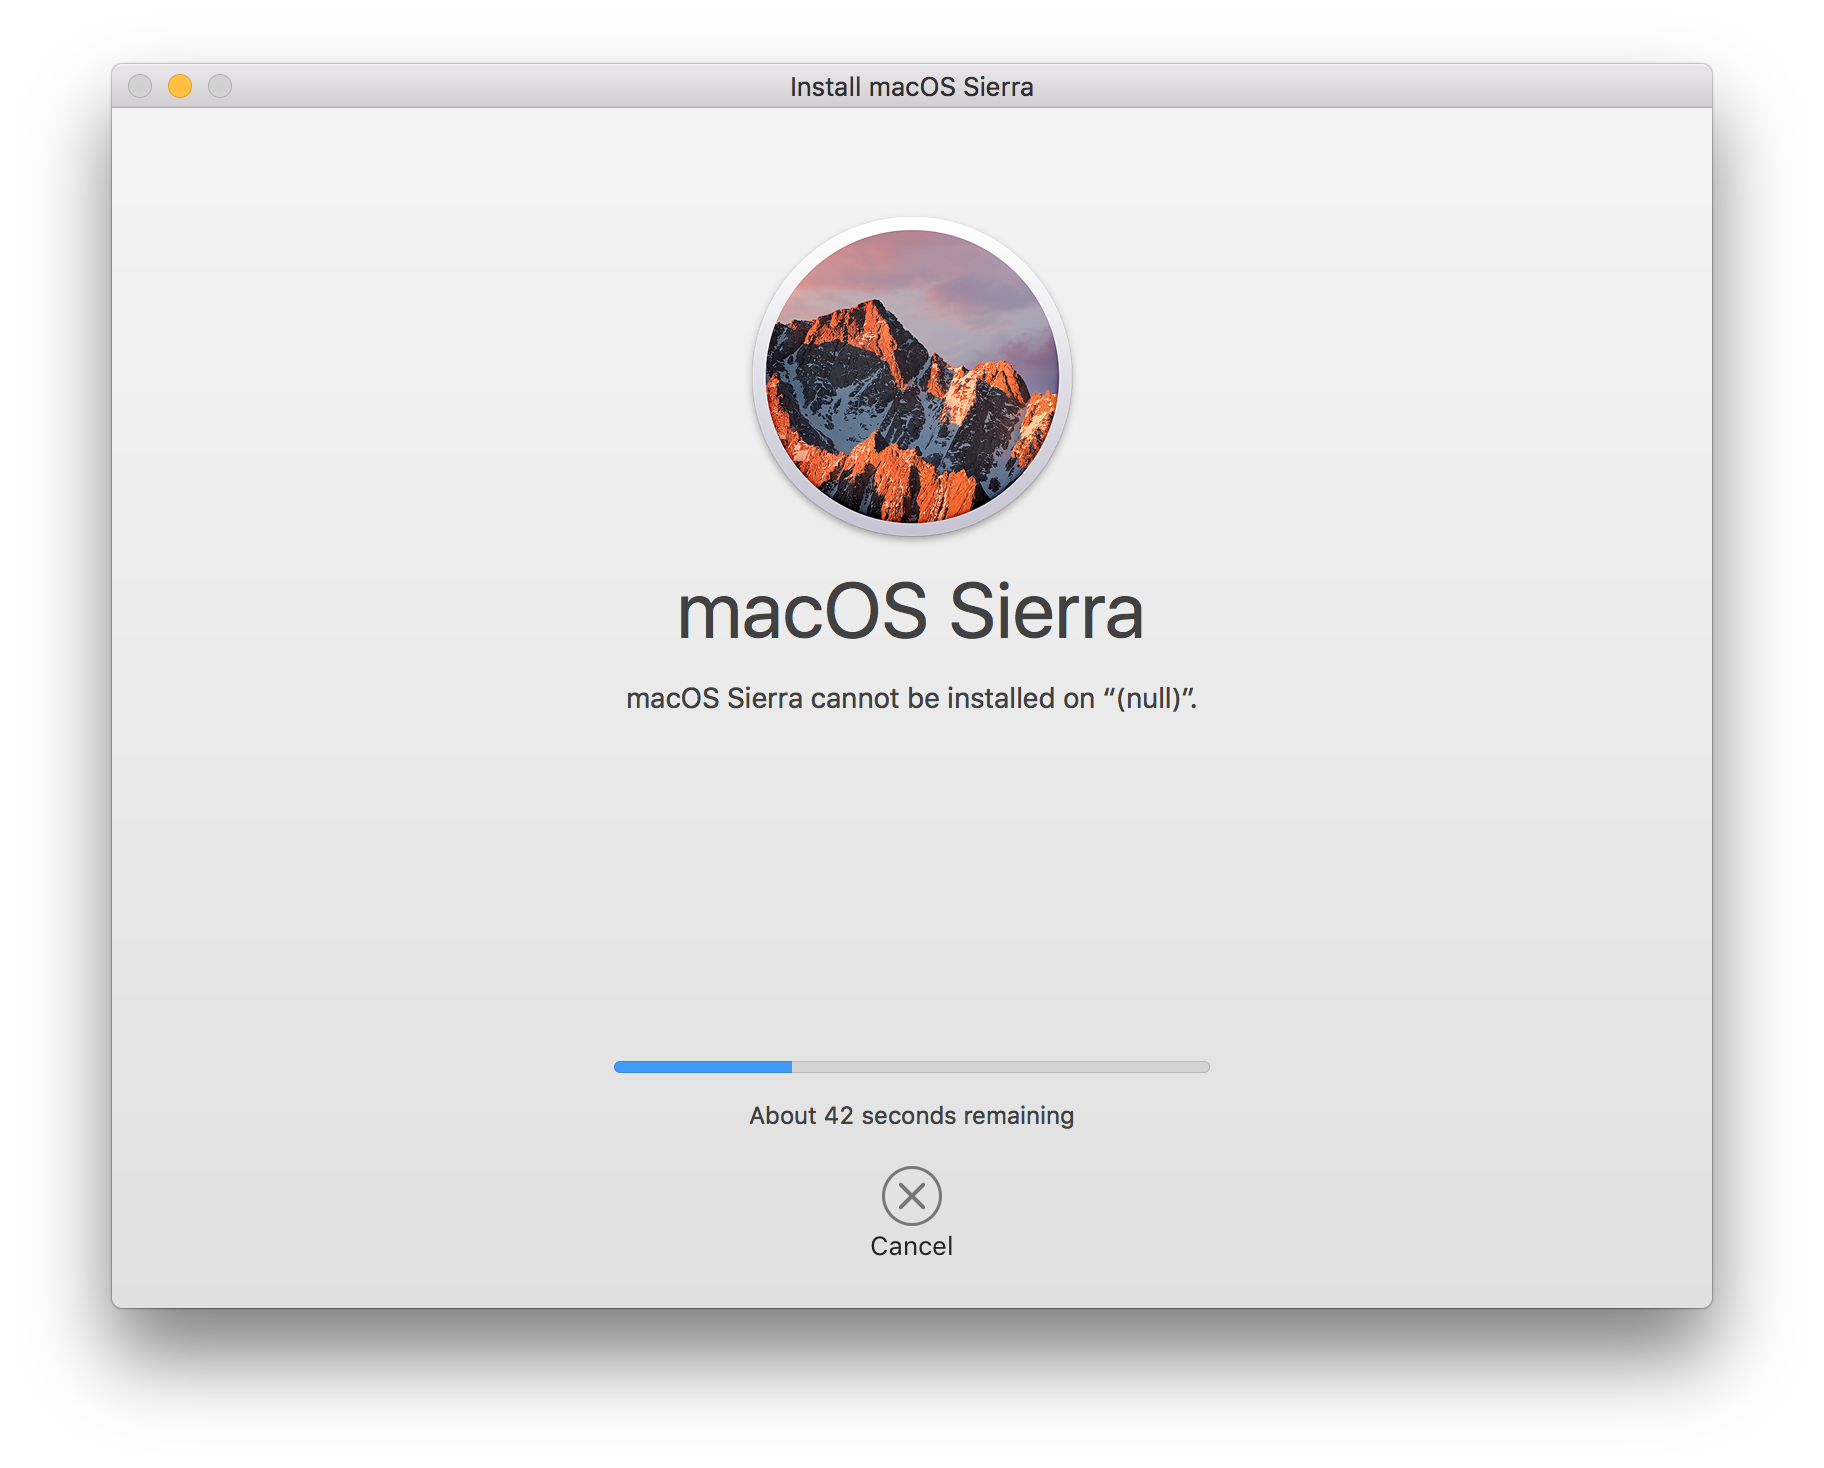 Install macOS Sierra
macOS Sierra
macOS Sierra cannot be installed on “(null)”.
About 42 seconds remaining
Cancel